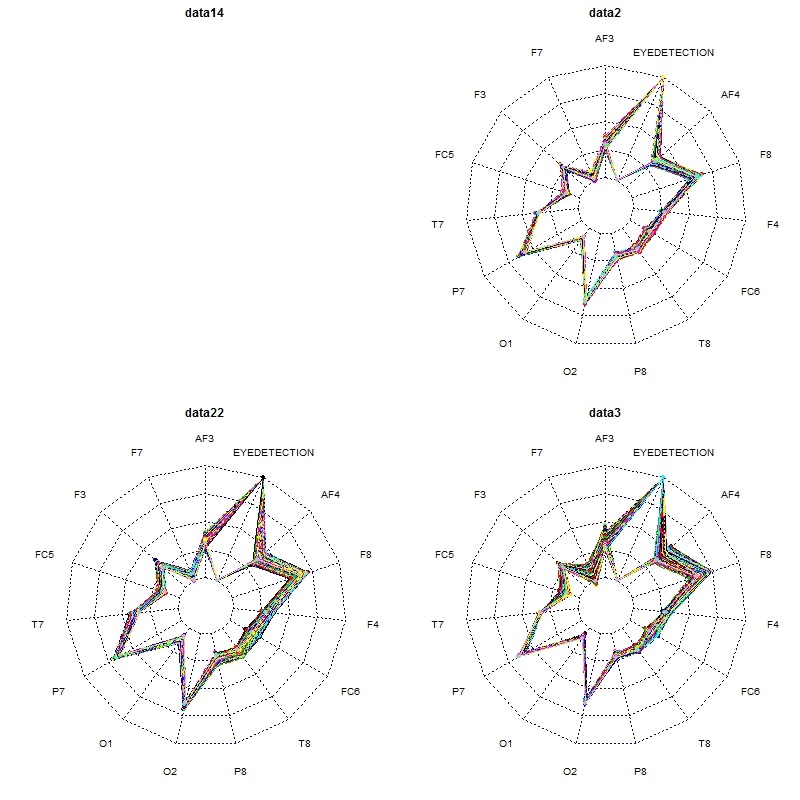 data14
data2
AF3
EYEDETECTION
F7
AF4
F3
F8
FC5
F4
T7
FC6
P7
T8
O1
P8
O2
data22
AF3
EYEDETECTION
F7
AF4
F3
F8
FC5
F4
T7
FC6
P7
T8
O1
P8
O2
data3
AF3
EYEDETECTION
F7
AF4
F3
F8
FC5
F4
T7
FC6
P7
T8
O1
P8
O2